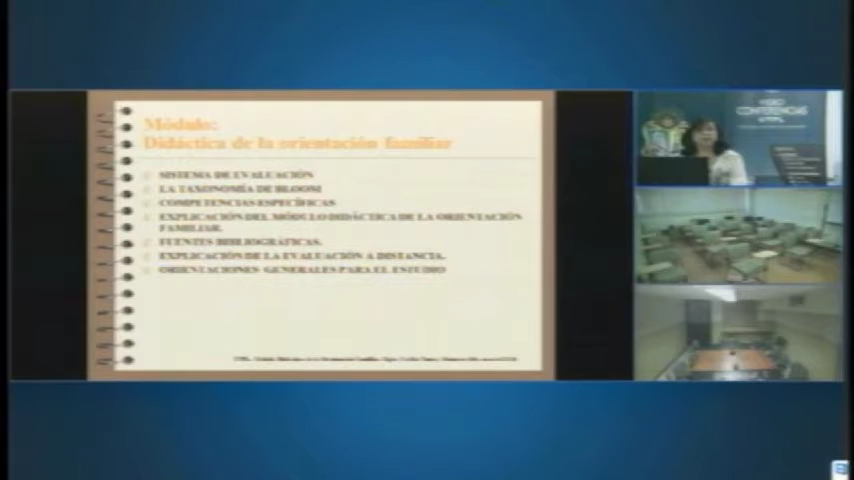 Módulo:
Didáctica de la orientación familiar
SISTEMA DE EVALUACIÓN
LA TAXONOMÍA DE BLOOM
COMPETENCIAS ESPECÍFICAS
EXPLICACIÓN DEL MÓDULO DIDÁCTICA DE LA ORIENTACIÓN
FAMILIAR.
FUENTES BIBLIOGRÁFICAS.
EXPLICACIÓN DE LA EVALUACIÓN A DISTANCIA.
ORIENTACIONES GENERALES PARA EL ESTUDIO
CONFERENCIAS